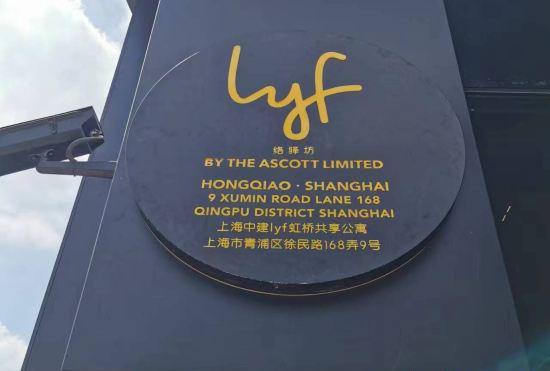 lyf
络驿坊
BY THE ASCOTT LIMITED
HONGQIAO · SHANGHAI
9 XUMIN ROAD LANE 168
QINGPU DISTRICT SHANGHAI
上海中建lyf虹桥共享公寓
上海市青浦区徐民路168弄9号